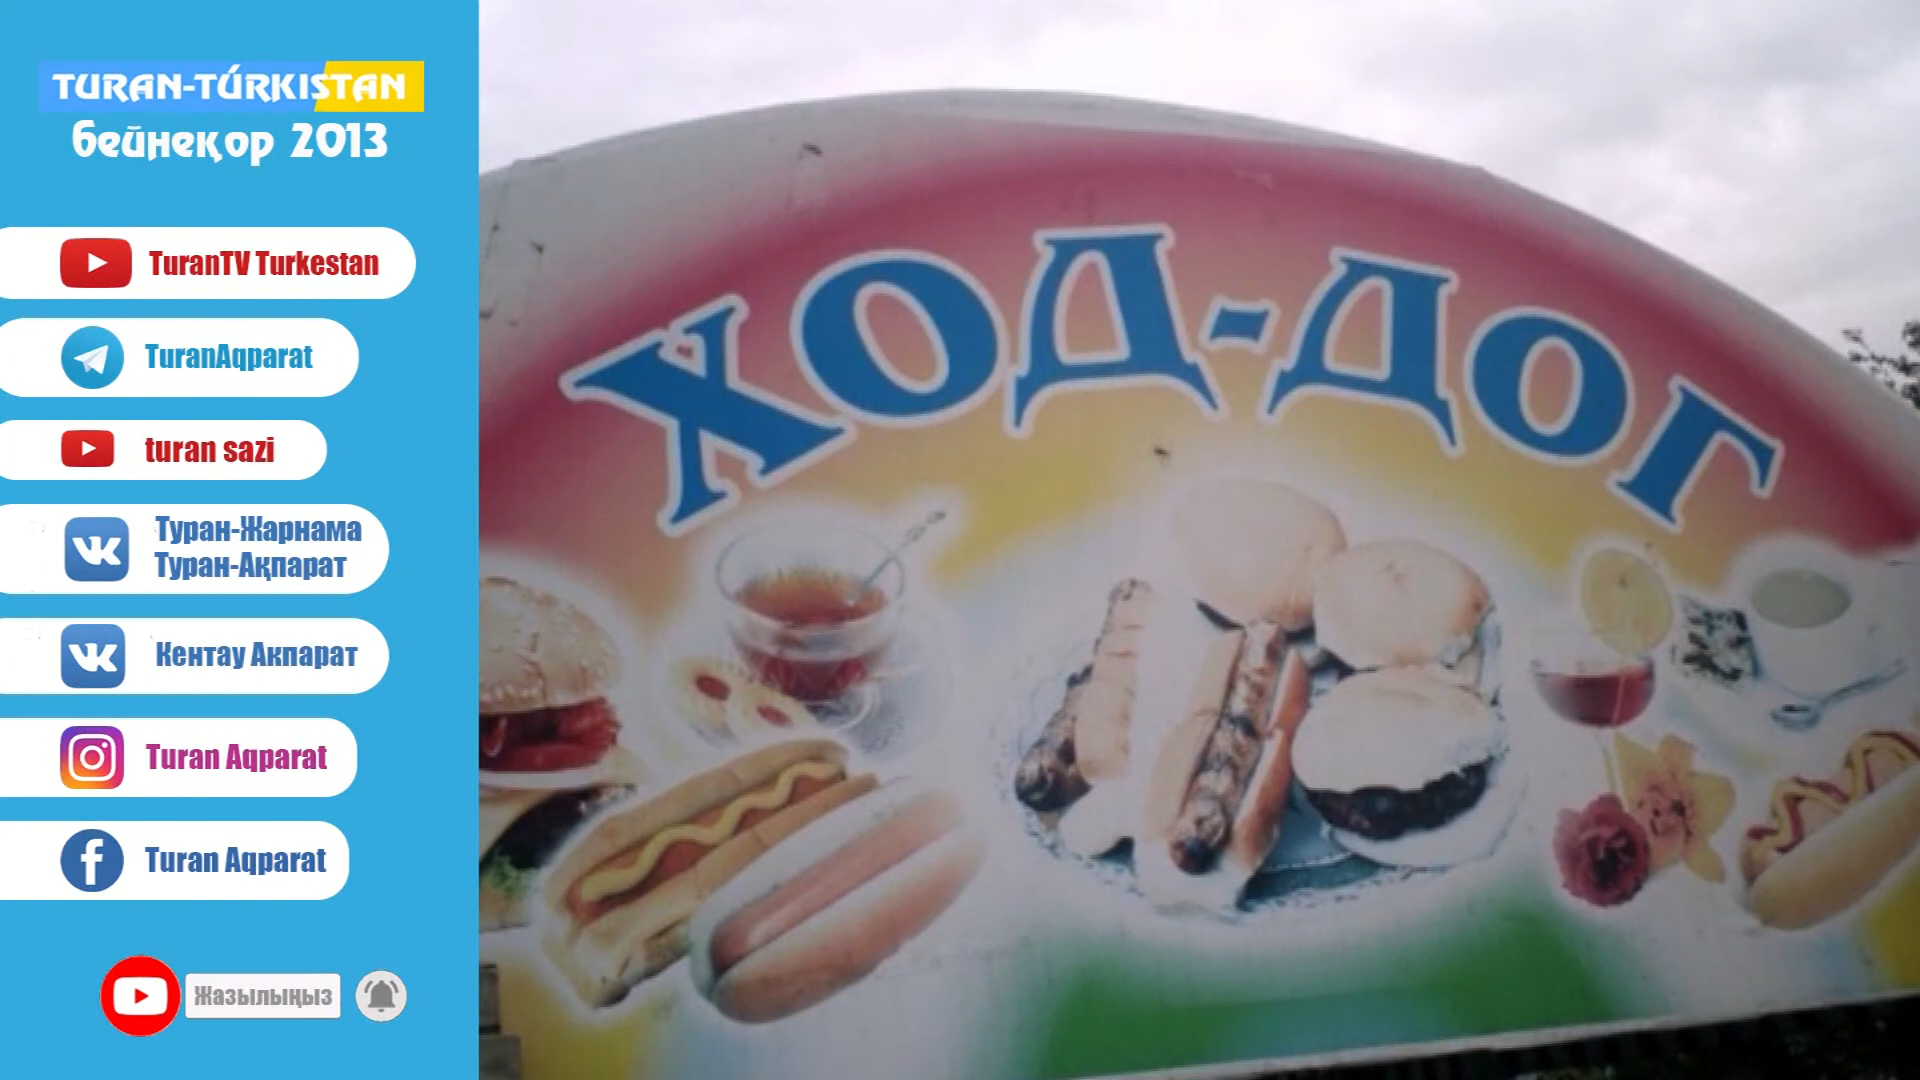 TURAN-TÚRKISTAN
бейнеқор 2013
TuranTV Turkestan
TuranAqparat
turan sazi
Туран-Жарнама
Туран-Ақпарат
Кентау Акпарат
Turan Aqparat
Turan Aqparat
Жазылыңыз
ХОД-ДОГ